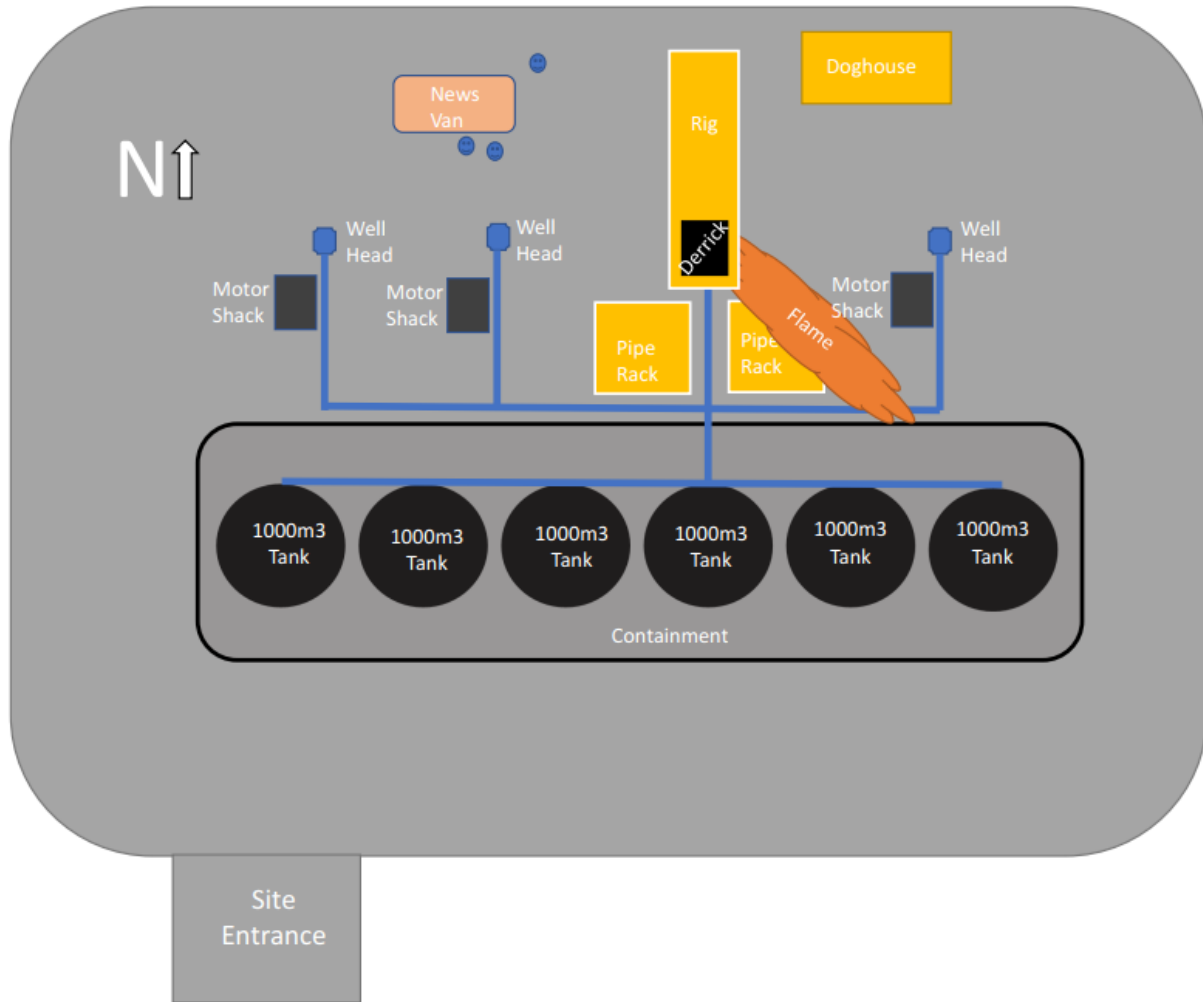 News
Van
Doghouse
Rig
N
Well
Head
Well
Head
Derrick
Well
Head
Motor
Shack
Motor
Shack
Motor
Shack
Flame
Pipe
Rack
Pipe
Rack
1000m3
Tank
1000m3
Tank
1000m3
Tank
1000m3
Tank
1000m3
Tank
1000m3
Tank
Containment
Site
Entrance